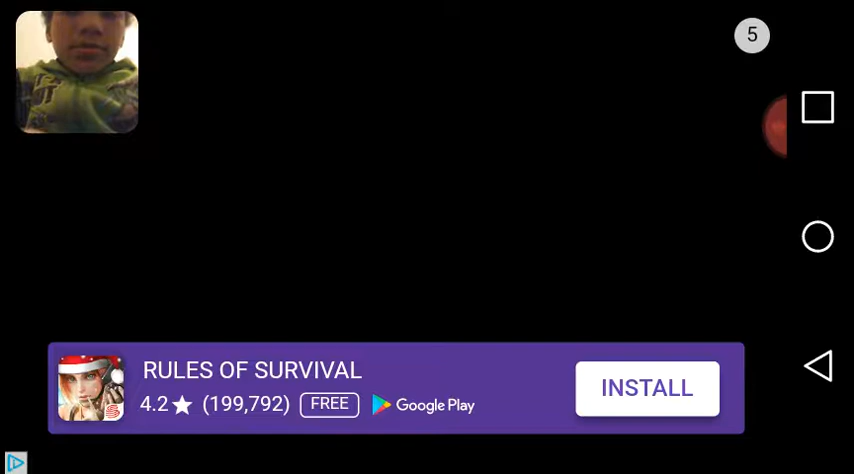 5
RULES OF SURVIVAL
4.2★ (199,792) FREE Google Play
INSTALL